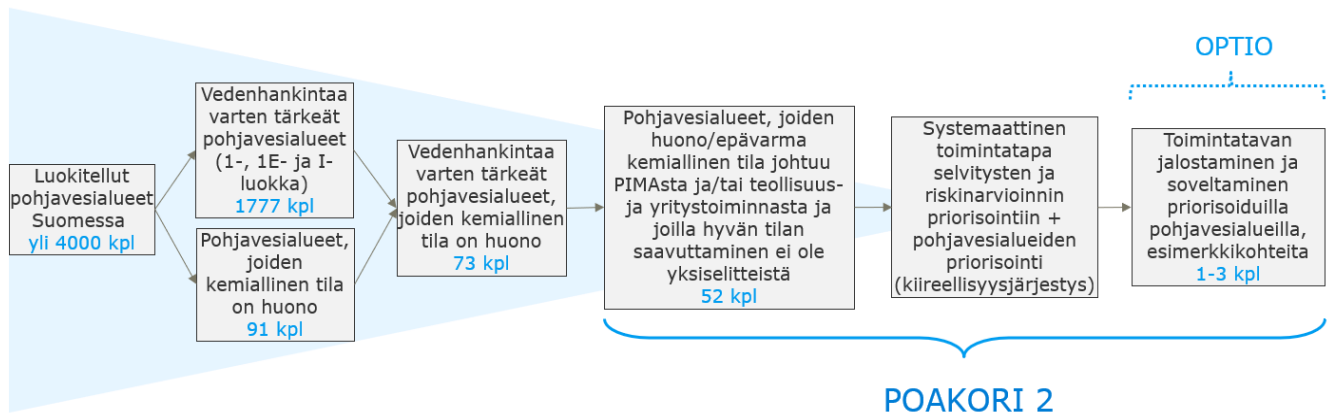 Luokitellut
pohjavesialueet
Suomessa
yli 4000 kpl
Vedenhankintaa
varten tärkeät
pohjavesialueet
(1-, 1E- ja I-
luokka)
1777 kpl
Pohjavesialueet,
joiden
kemiallinen tila
on huono
91 kpl
Vedenhankintaa
varten tärkeät
pohjavesialueet,
joiden kemiallinen
tila on huono
73 kpl
Pohjavesialueet, joiden
huono/epävarma
kemiallinen tila johtuu
PIMAsta ja/tai teollisuus-
ja yritystoiminnasta ja
joilla hyvän tilan
saavuttaminen ei ole
yksiselitteistä
52 kpl
Systemaattinen
toimintatapa
selvitysten ja
riskinarvioinnin
priorisointiin +
pohjavesialueiden
priorisointi
(kiireellisyysjärjestys)
OPTIO
Toimintatavan
jalostaminen ja
soveltaminen
priorisoiduilla
pohjavesialueilla,
esimerkkikohteita
1-3 kpl
POAKORI 2